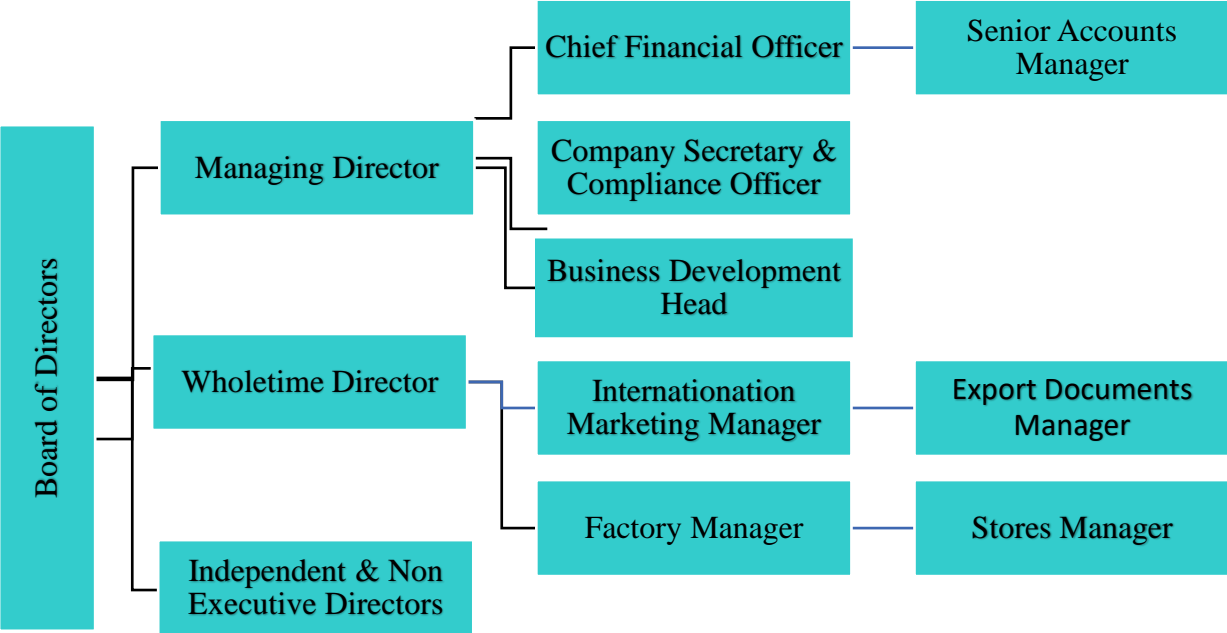 Board of Directors
Managing Director
Chief Financial Officer
Senior Accounts
Manager
Company Secretary &
Compliance Officer
Business Development
Head
Wholetime Director
Internationation
Marketing Manager
Export Documents
Manager
Factory Manager
Stores Manager
Independent & Non
Executive Directors